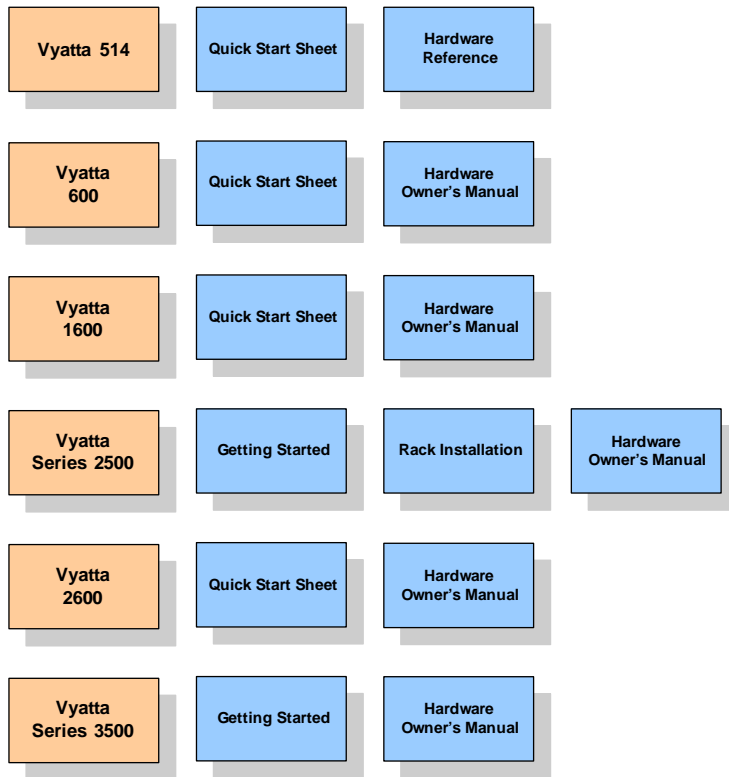 Vyatta 514
Quick Start Sheet
Hardware
Reference
Vyatta
600
Quick Start Sheet
Hardware
Owner’s Manual
Vyatta
1600
Quick Start Sheet
Hardware
Owner’s Manual
Vyatta
Series 2500
Getting Started
Rack Installation
Hardware
Owner’s Manual
Vyatta
2600
Quick Start Sheet
Hardware
Owner’s Manual
Vyatta
Series 3500
Getting Started
Hardware
Owner’s Manual